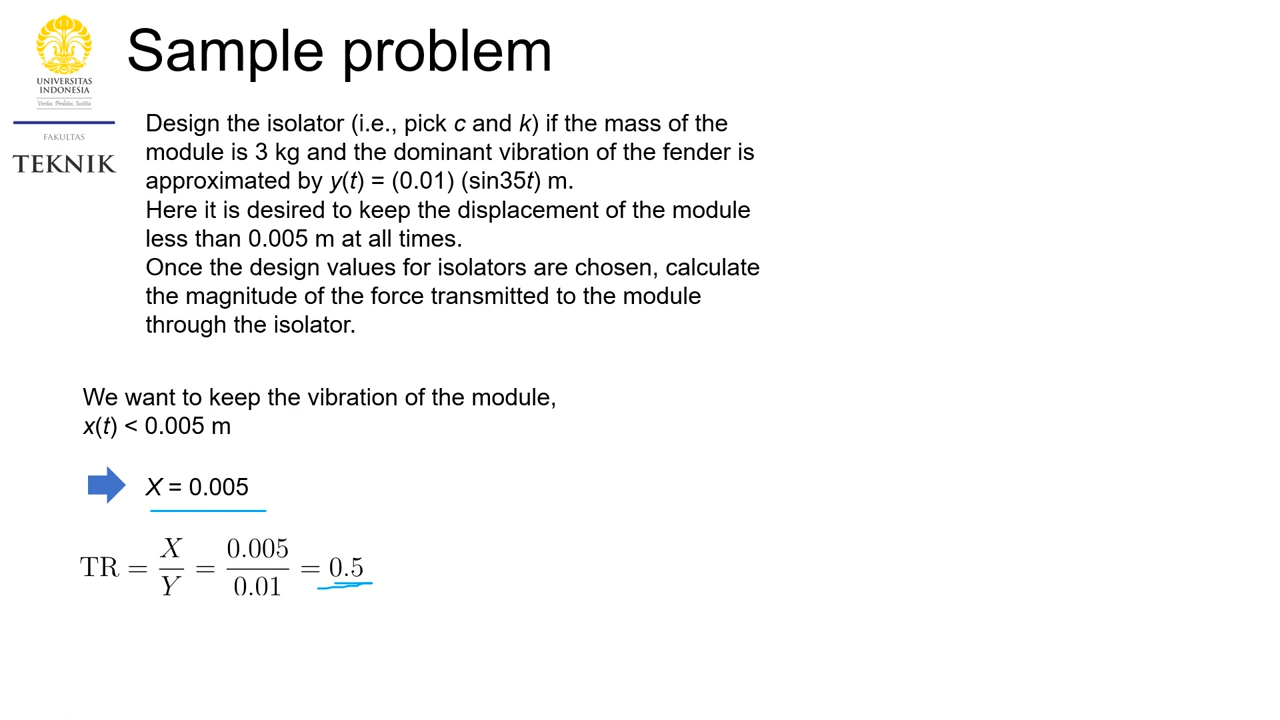 Sample problem
UNIVERSITAS
INDONESIA
Veritas, Probitas, Iustitia
FAKULTAS
TEKNIK
Design the isolator (i.e., pick c and k) if the mass of the
module is 3 kg and the dominant vibration of the fender is
approximated by y(t) = (0.01) (sin35t) m.
Here it is desired to keep the displacement of the module
less than 0.005 m at all times.
Once the design values for isolators are chosen, calculate
the magnitude of the force transmitted to the module
through the isolator.
We want to keep the vibration of the module,
x(t) < 0.005 m
X = 0.005
TR = X/Y = 0.005/0.01 = 0.5